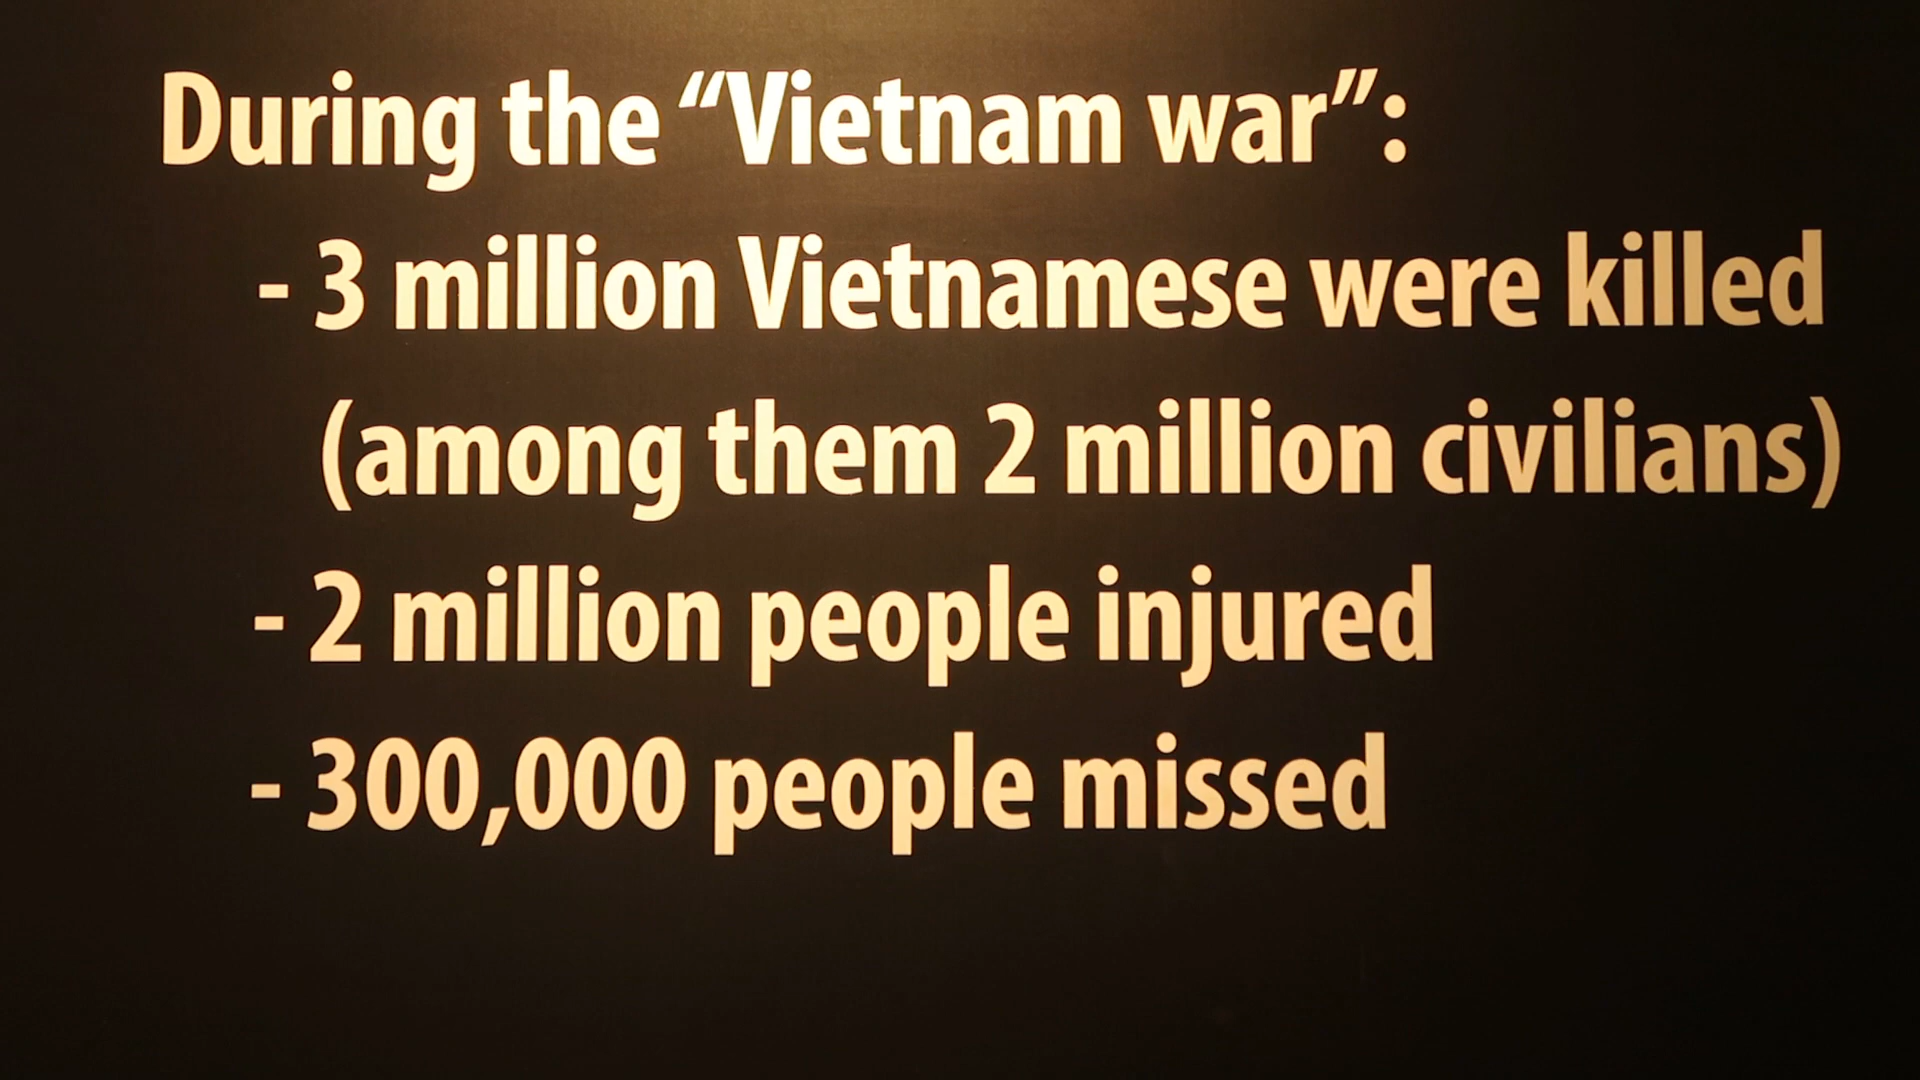 During the “Vietnam war”:
- 3 million Vietnamese were killed
(among them 2 million civilians)
- 2 million people injured
- 300,000 people missed